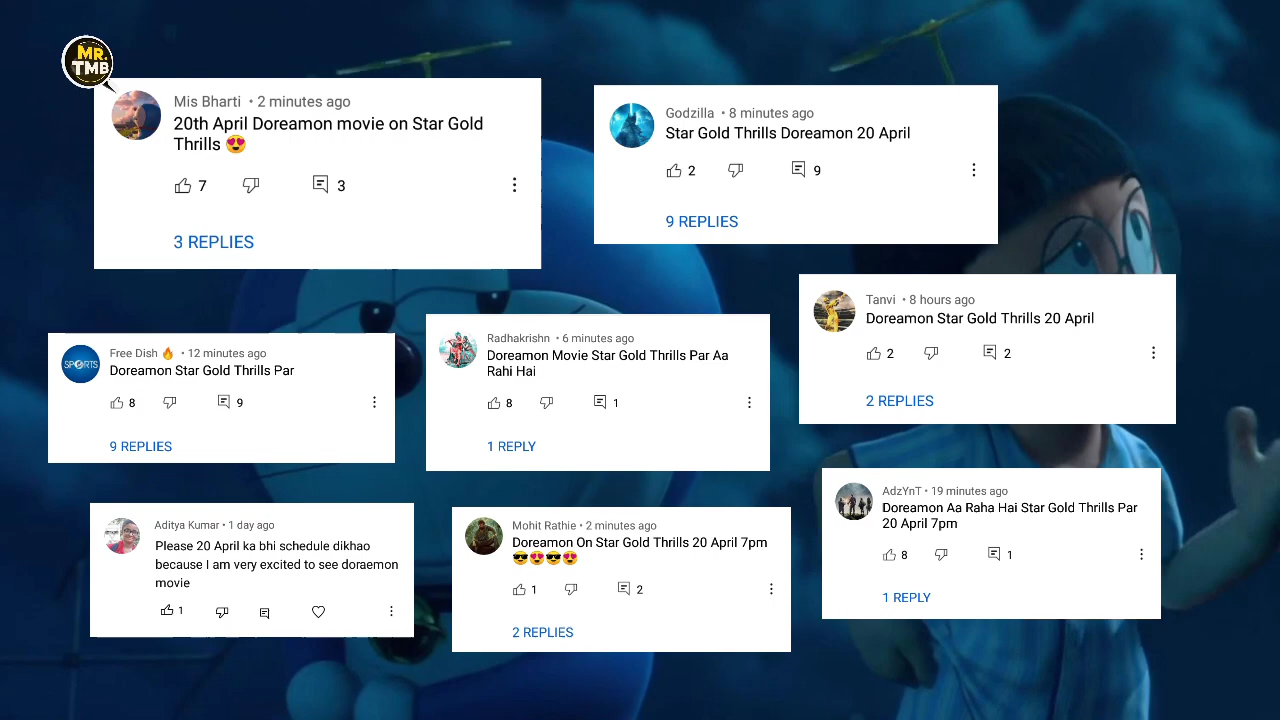 MR.
TMB
Mis Bharti • 2 minutes ago
20th April Doreamon movie on Star Gold
Thrills 😍
7 3
3 REPLIES
Godzilla • 8 minutes ago
Star Gold Thrills Doreamon 20 April
2 9
9 REPLIES
Tanvi • 8 hours ago
Doreamon Star Gold Thrills 20 April
2 2
2 REPLIES
SPORTS
Free Dish 🔥 • 12 minutes ago
Doreamon Star Gold Thrills Par
8 9
9 REPLIES
Radhakrishn • 6 minutes ago
Doreamon Movie Star Gold Thrills Par Aa
Rahi Hai
8 1
1 REPLY
Aditya Kumar • 1 day ago
Please 20 April ka bhi schedule dikhao
because I am very excited to see doraemon
movie
1
Mohit Rathie • 2 minutes ago
Doreamon On Star Gold Thrills 20 April 7pm
😎😍😎😍
1 2
2 REPLIES
AdzYnT • 19 minutes ago
Doreamon Aa Raha Hai Star Gold Thrills Par
20 April 7pm
8 1
1 REPLY